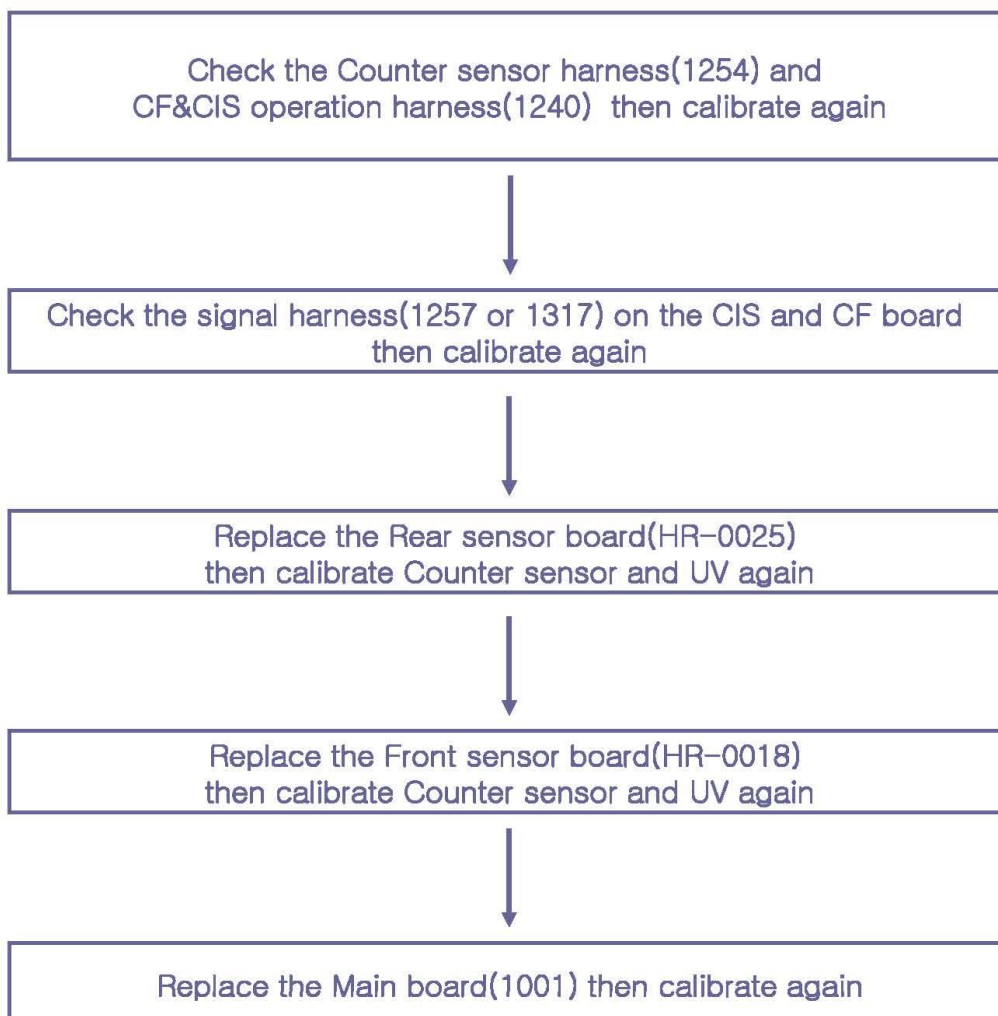 Check the Counter sensor harness(1254) and
CF&CIS operation harness(1240) then calibrate again
Check the signal harness(1257 or 1317) on the CIS and CF board
then calibrate again
Replace the Rear sensor board(HR-0025)
then calibrate Counter sensor and UV again
Replace the Front sensor board(HR-0018)
then calibrate Counter sensor and UV again
Replace the Main board(1001) then calibrate again